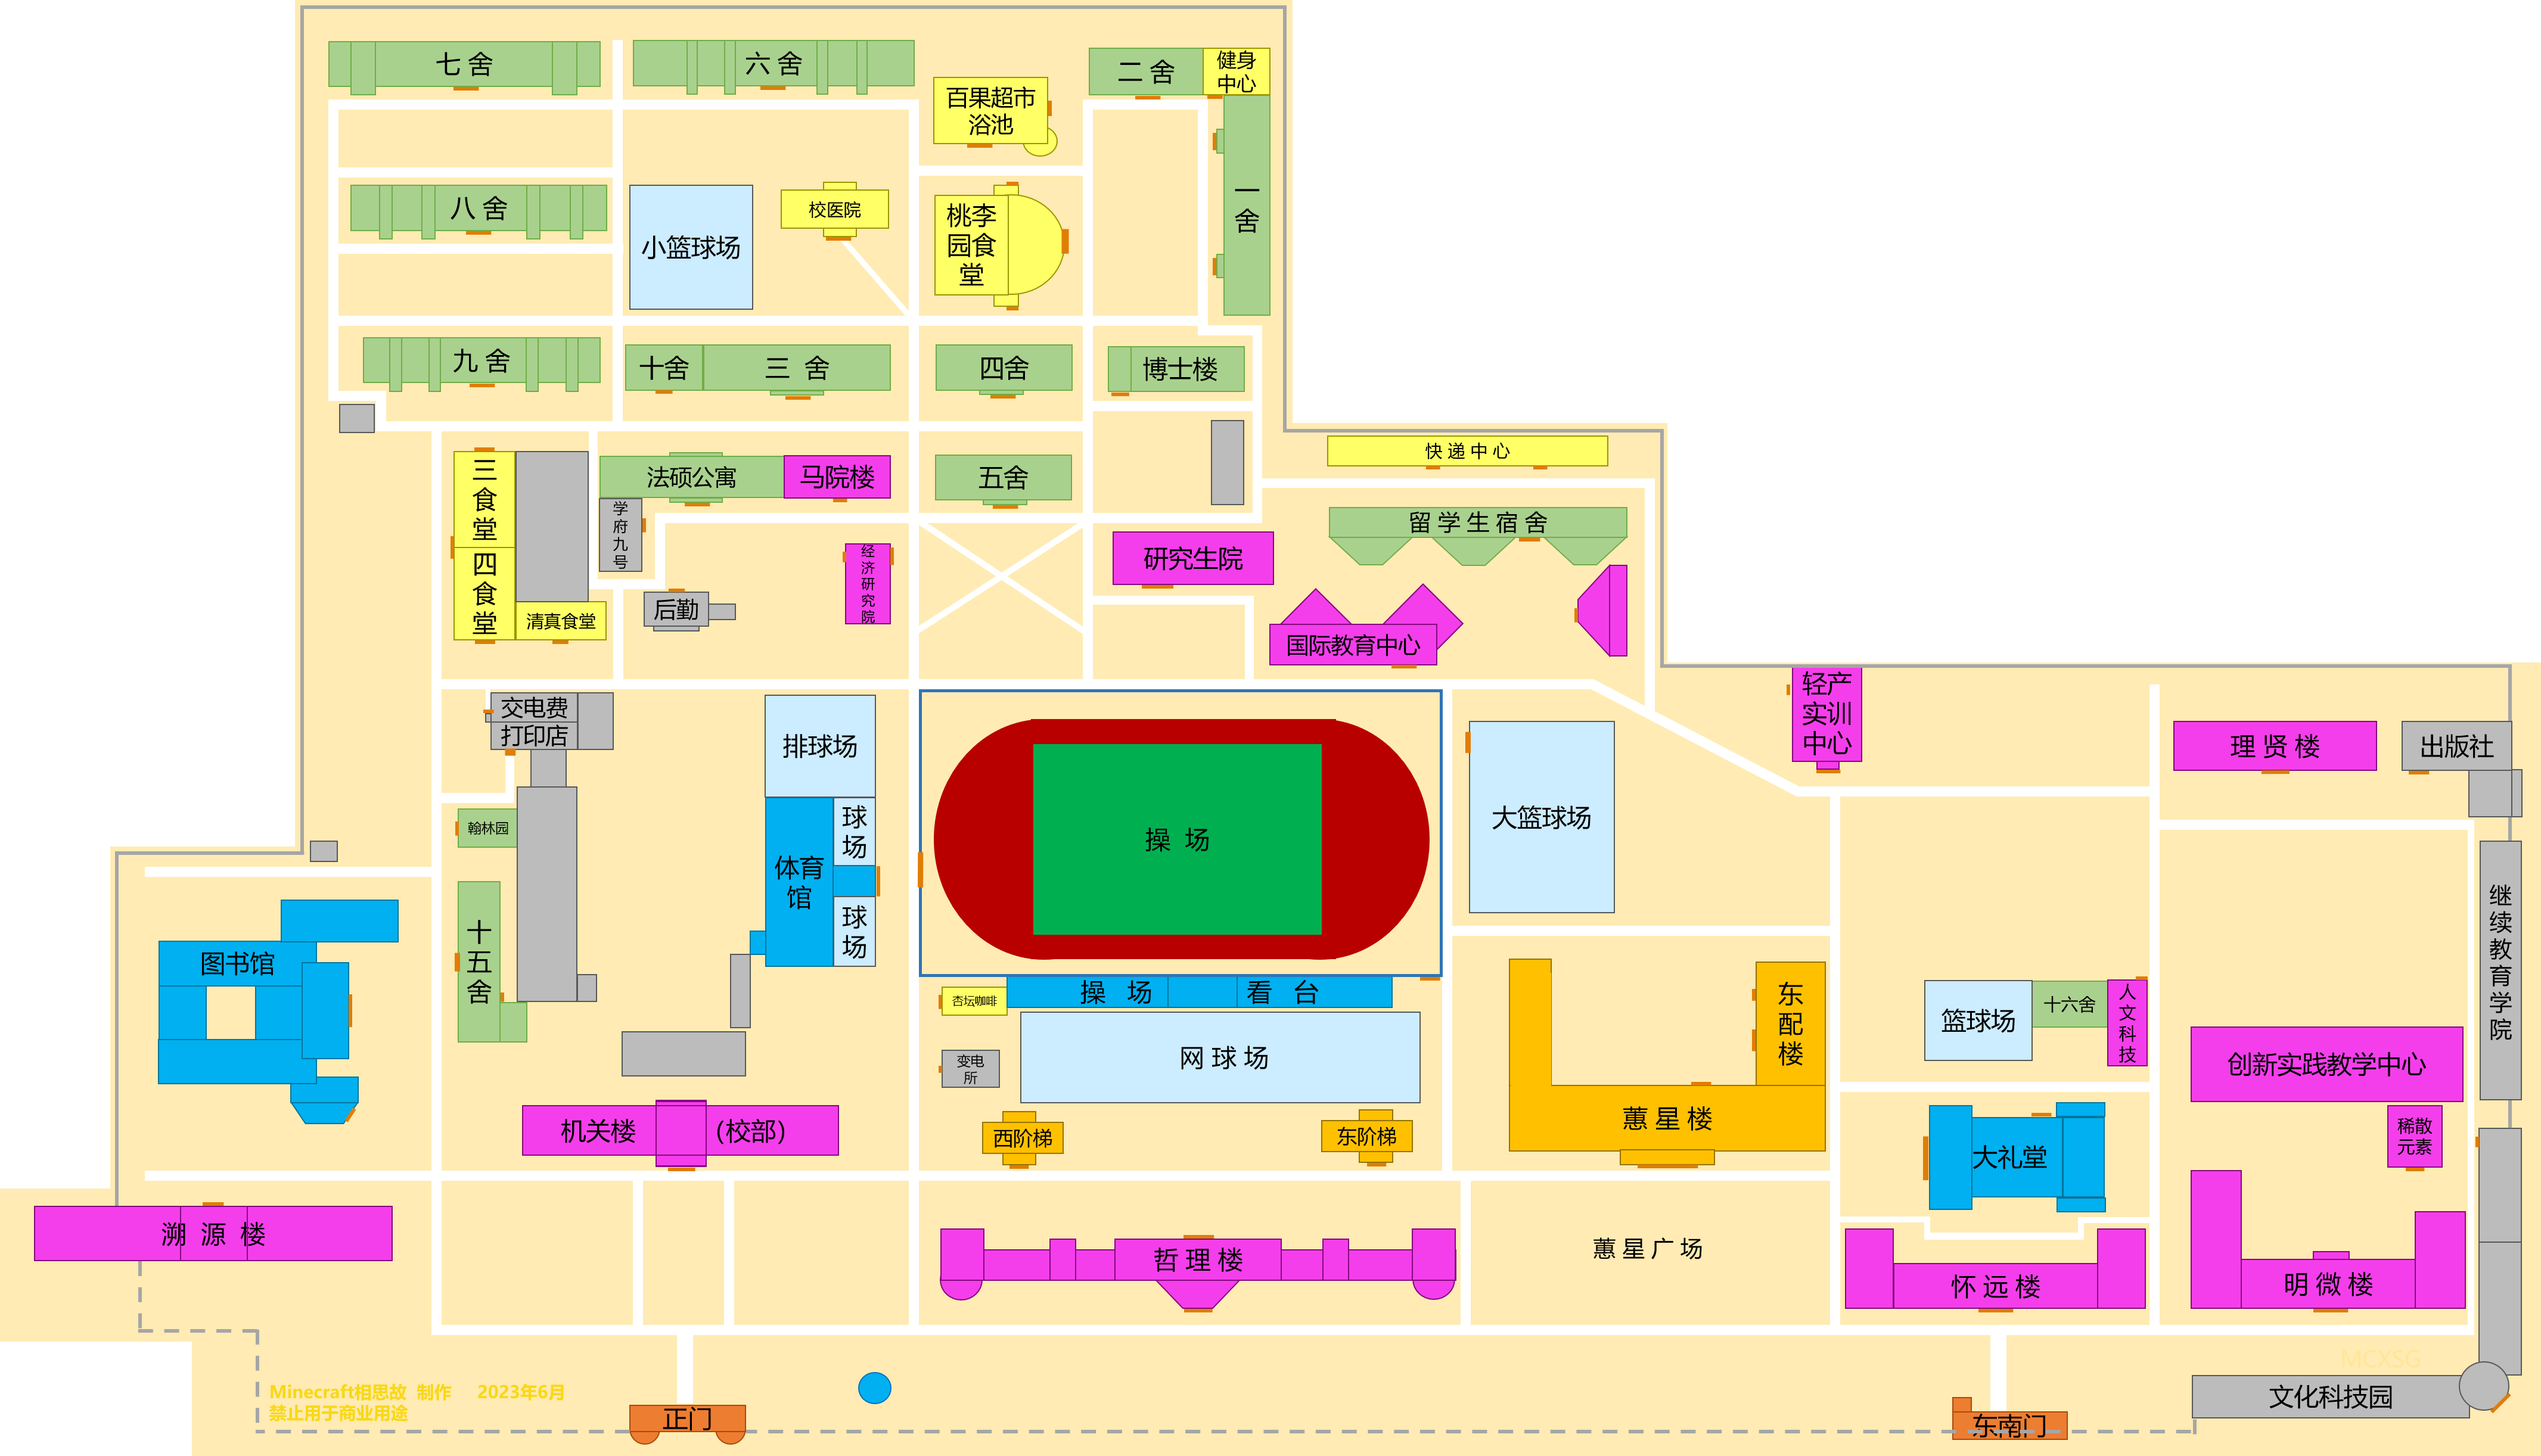 七 舍
六 舍
二 舍
健身
中心
百果超市
浴池
一
舍
八 舍
小篮球场
校医院
桃李
园食
堂
九 舍
十舍
三 舍
四舍
博士楼
快 递 中 心
三
食
堂
法硕公寓
马院楼
五舍
学
府
九
号
留 学 生 宿 舍
四
食
堂
清真食堂
后勤
经
济
研
究
院
研究生院
国际教育中心
交电费
打印店
排球场
轻产
实训
中心
理 贤 楼
出版社
翰林园
体育
馆
球
场
球
场
操 场
大篮球场
十
五
舍
图书馆
继
续
教
育
学
院
杏坛咖啡
操 场 看 台
东
配
楼
篮球场
十六舍
人
文
科
技
网 球 场
变电
所
创新实践教学中心
机关楼 (校部)
西阶梯
东阶梯
蕙 星 楼
大礼堂
稀散
元素
溯 源 楼
哲 理 楼
蕙 星 广 场
怀 远 楼
明 微 楼
MCXSG
Minecraft相思故 制作 2023年6月
禁止用于商业用途
正门
东南门
文化科技园